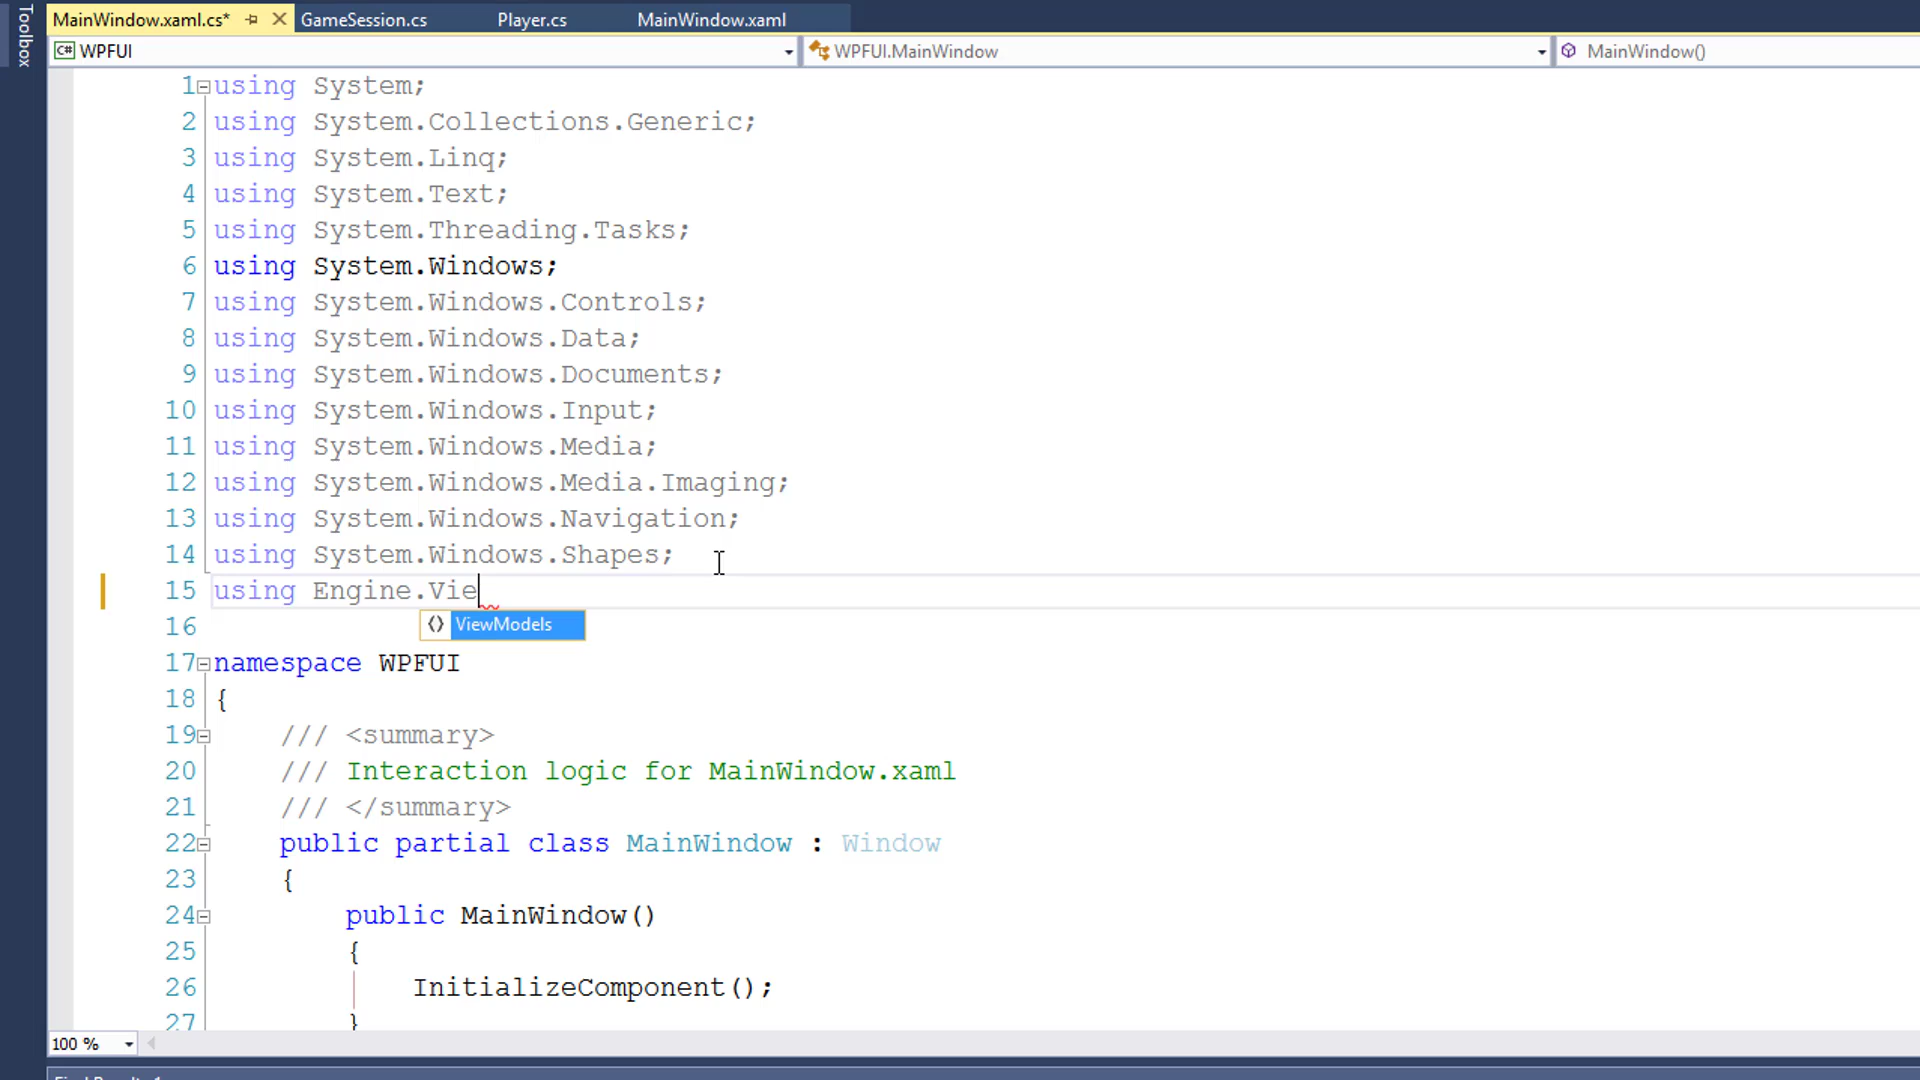 Toolbox
MainWindow.xaml.cs* GameSession.cs Player.cs MainWindow.xaml
C# WPFUI WPFUI.MainWindow MainWindow()
1 using System;
2 using System.Collections.Generic;
3 using System.Linq;
4 using System.Text;
5 using System.Threading.Tasks;
6 using System.Windows;
7 using System.Windows.Controls;
8 using System.Windows.Data;
9 using System.Windows.Documents;
10 using System.Windows.Input;
11 using System.Windows.Media;
12 using System.Windows.Media.Imaging;
13 using System.Windows.Navigation;
14 using System.Windows.Shapes;
15 using Engine.Vie
16 {} ViewModels
17 namespace WPFUI
18 {
19 /// <summary>
20 /// Interaction logic for MainWindow.xaml
21 /// </summary>
22 public partial class MainWindow : Window
23 {
24 public MainWindow()
25 {
26 InitializeComponent();
27 }
100 %
Find Results 1